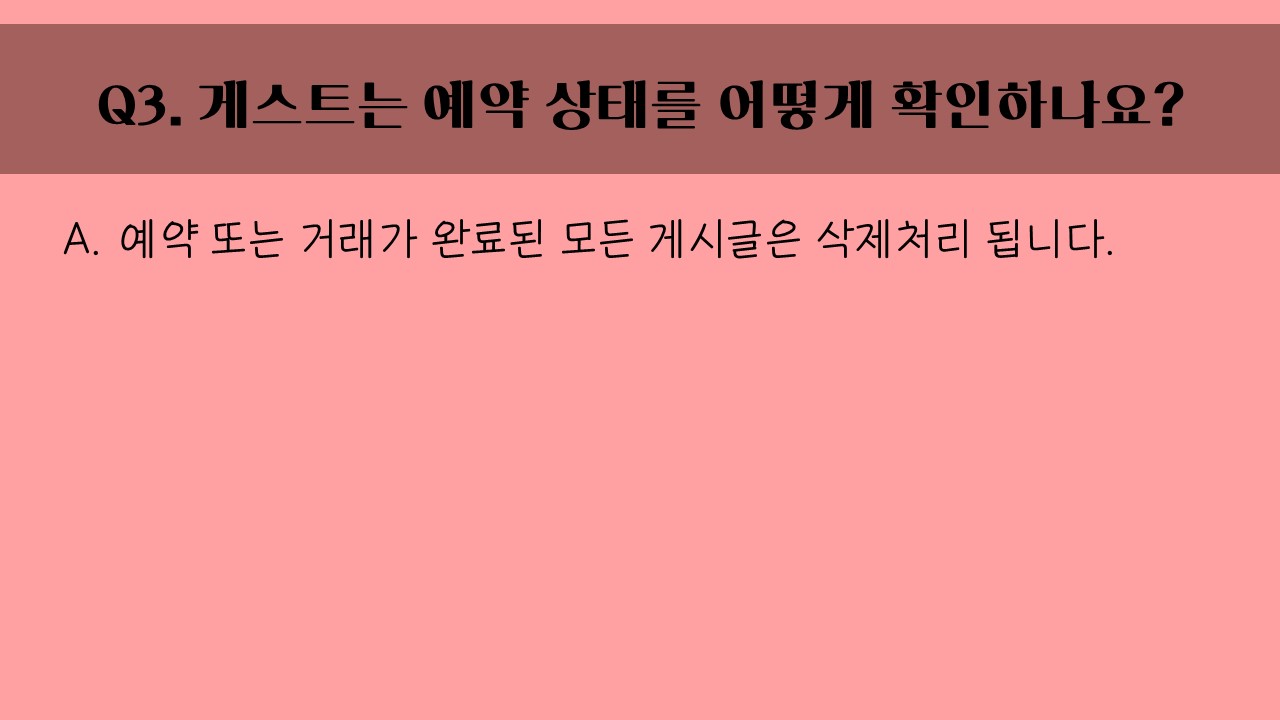 Q3. 게스트는 예약 상태를 어떻게 확인하나요?
A. 예약 또는 거래가 완료된 모든 게시글은 삭제처리 됩니다.